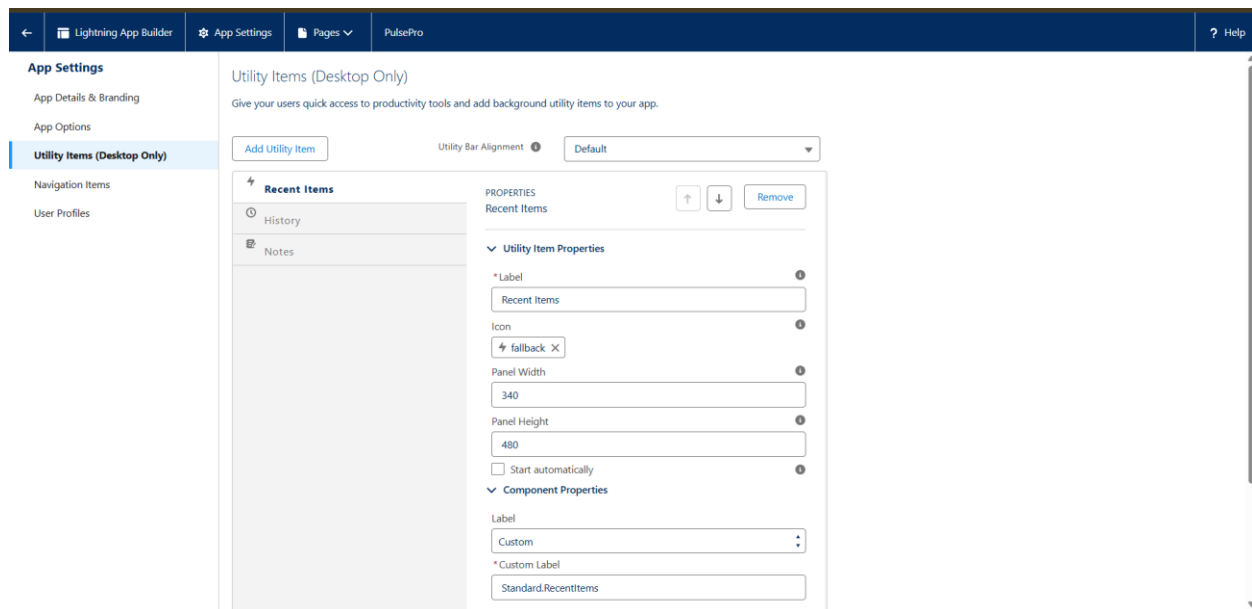 Lightning App Builder
App Settings
Pages
PulsePro
? Help
App Settings
App Details & Branding
App Options
Utility Items (Desktop Only)
Navigation Items
User Profiles
Utility Items (Desktop Only)
Give your users quick access to productivity tools and add background utility items to your app.
Add Utility Item
Utility Bar Alignment
Default
Recent Items
History
Notes
PROPERTIES
Recent Items
Remove
Utility Item Properties
*Label
Recent Items
Icon
fallback
Panel Width
340
Panel Height
480
Start automatically
Component Properties
Label
Custom
*Custom Label
Standard.RecentItems